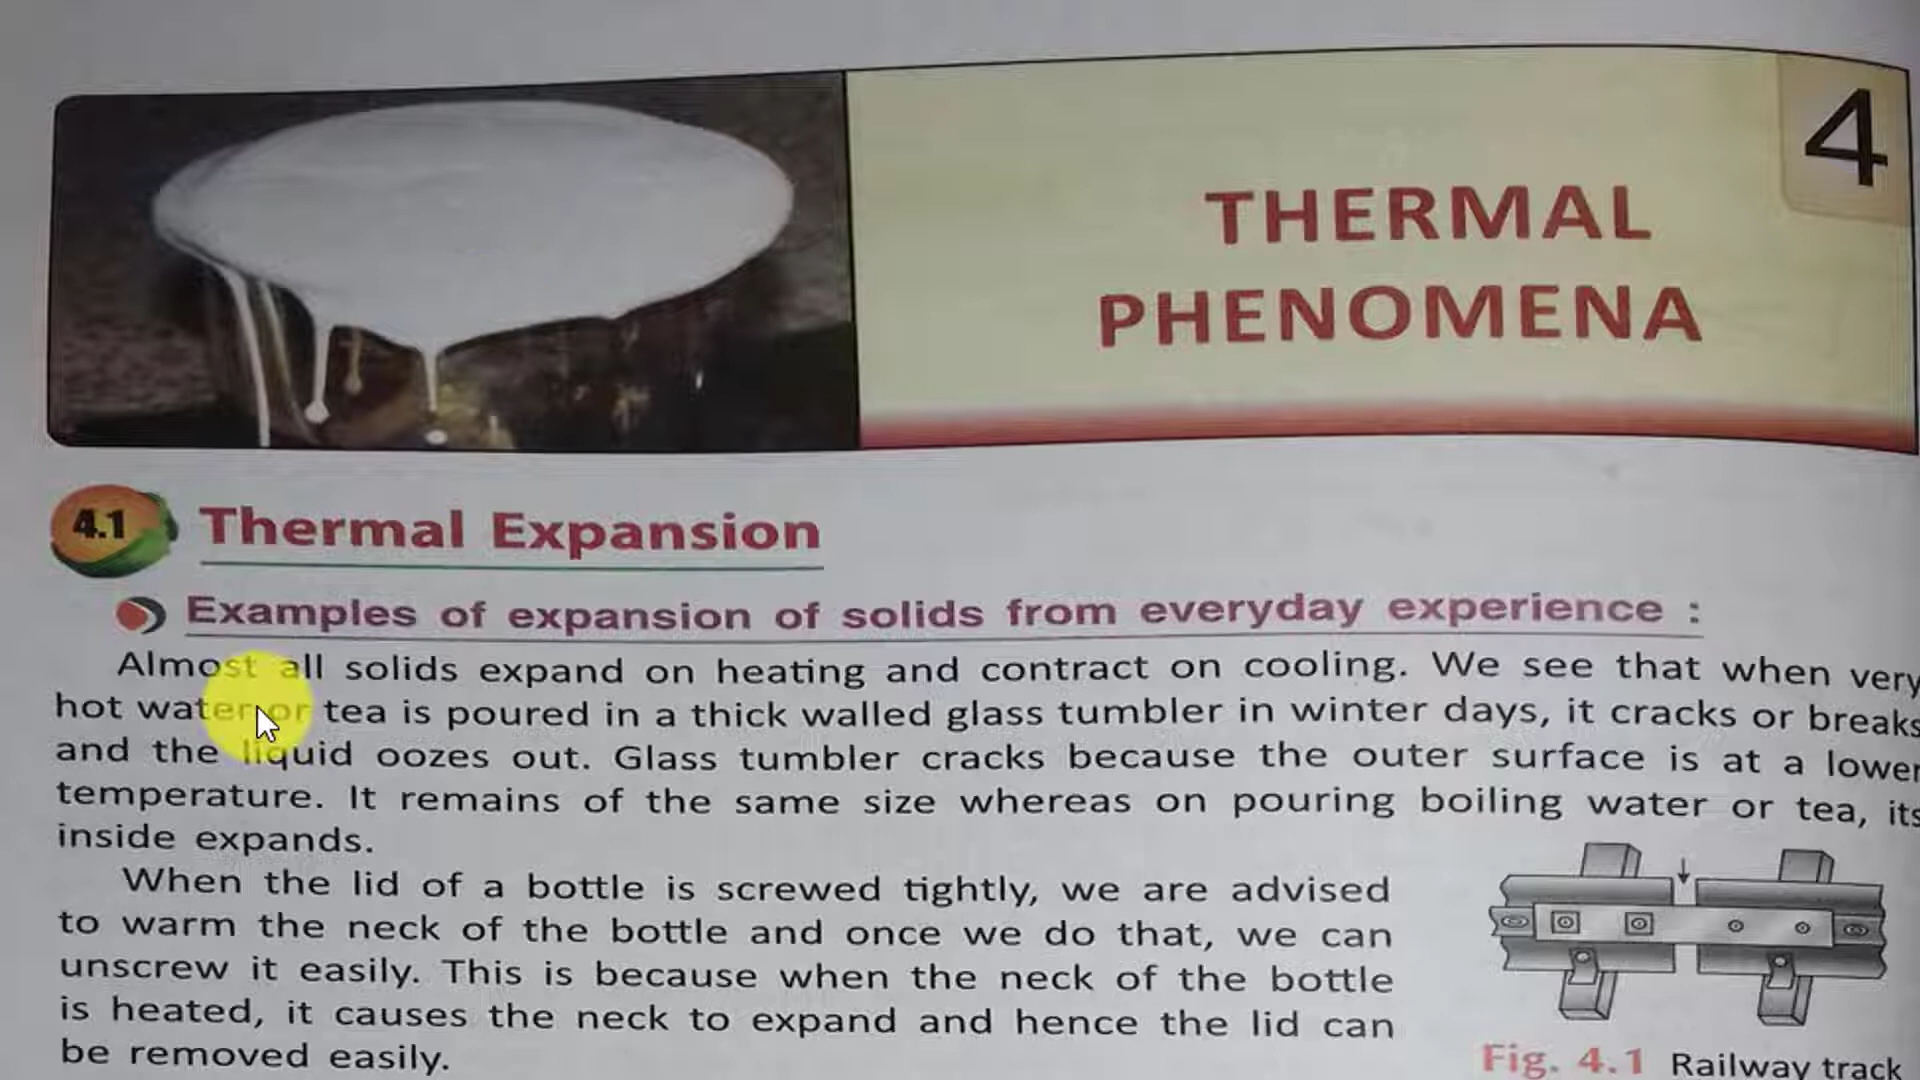 4
THERMAL
PHENOMENA
4.1 Thermal Expansion
Examples of expansion of solids from everyday experience :
Almost all solids expand on heating and contract on cooling. We see that when very
hot water or tea is poured in a thick walled glass tumbler in winter days, it cracks or breaks
and the liquid oozes out. Glass tumbler cracks because the outer surface is at a lower
temperature. It remains of the same size whereas on pouring boiling water or tea, its
inside expands.
When the lid of a bottle is screwed tightly, we are advised
to warm the neck of the bottle and once we do that, we can
unscrew it easily. This is because when the neck of the bottle
is heated, it causes the neck to expand and hence the lid can
be removed easily.
Fig. 4.1 Railway track